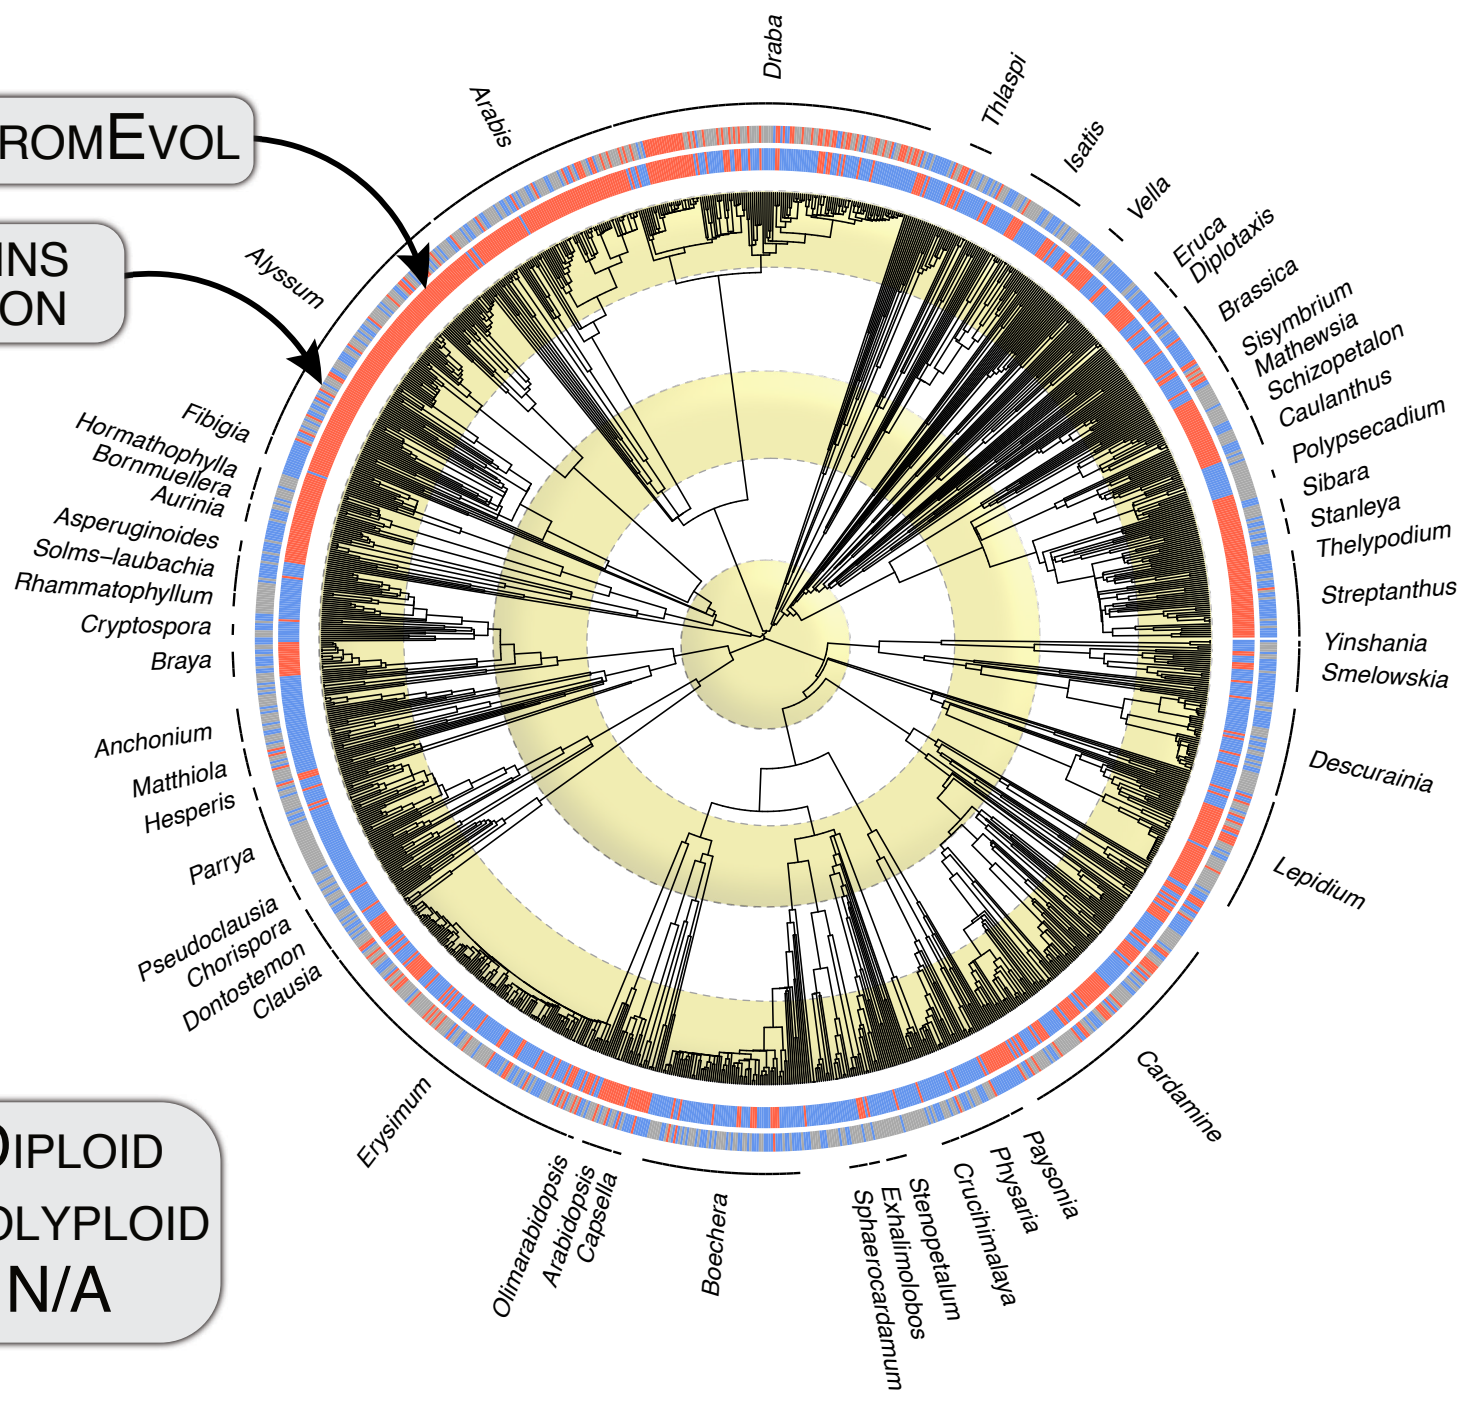 Draba
Thlaspi
Isatis
Vella
Eruca
Diplotaxis
Brassica
Sisymbrium
Mathewsia
Schizopetalon
Caulanthus
Polypsecadium
Sibara
Stanleya
Thelypodium
Streptanthus
Yinshania
Smelowskia
Descurainia
Lepidium
Cardamine
Paysonia
Physaria
Crucihimalaya
Stenopetalum
Exhalimolobos
Sphaerocardamum
Boechera
Capsella
Arabidopsis
Olimarabidopsis
Erysimum
Clausia
Dontostemon
Chorispora
Pseudoclausia
Parrya
Hesperis
Matthiola
Anchonium
Braya
Cryptospora
Rhammatophyllum
Solms–laubachia
Asperuginoides
Aurinia
Bornmuellera
Hormathophylla
Fibigia
Alyssum
Arabis
ROMEVOL
INS
ON
DIPLOID
OLYPLOID
N/A